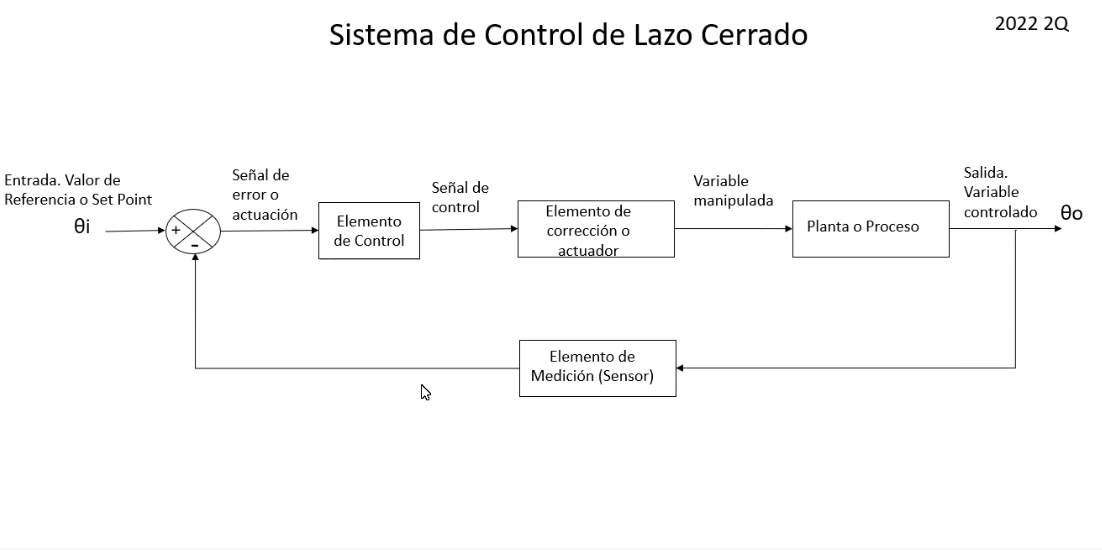 Sistema de Control de Lazo Cerrado
2022 2Q
Entrada. Valor de
Referencia o Set Point
θi
+
-
Señal de
error o
actuación
Elemento
de Control
Señal de
control
Elemento de
corrección o
actuador
Variable
manipulada
Planta o Proceso
Salida.
Variable
controlado
θo
Elemento de
Medición (Sensor)